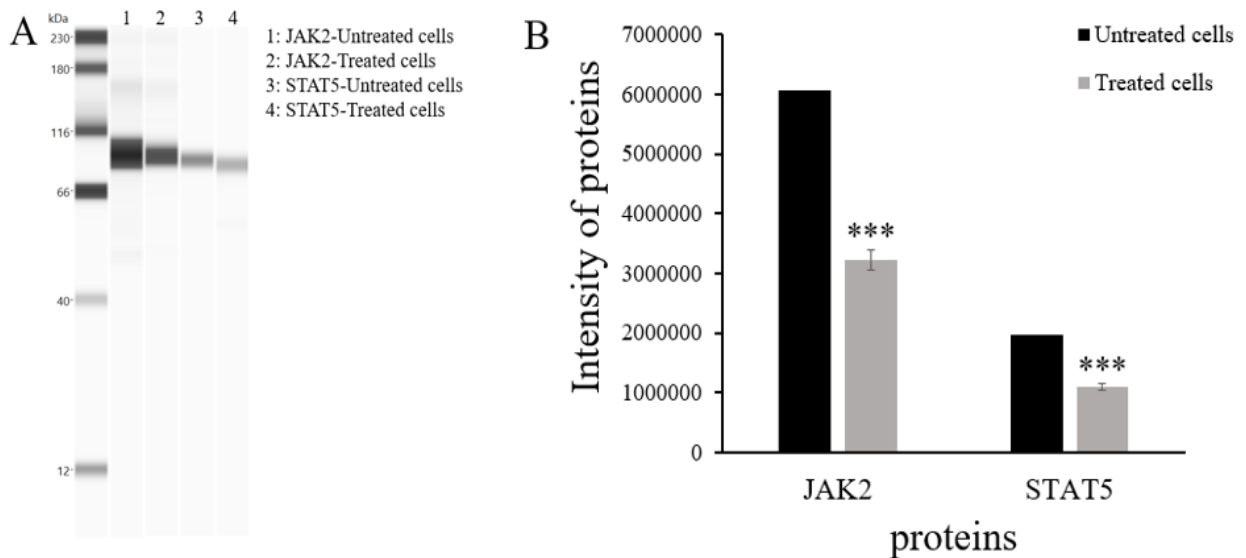 A
kDa
1 2 3 4
230-
180-
116-
66-
40-
12-
1: JAK2-Untreated cells
2: JAK2-Treated cells
3: STAT5-Untreated cells
4: STAT5-Treated cells
B
Intensity of proteins
7000000
6000000
5000000
4000000
3000000
2000000
1000000
0
***
***
JAK2
STAT5
proteins
Untreated cells
Treated cells